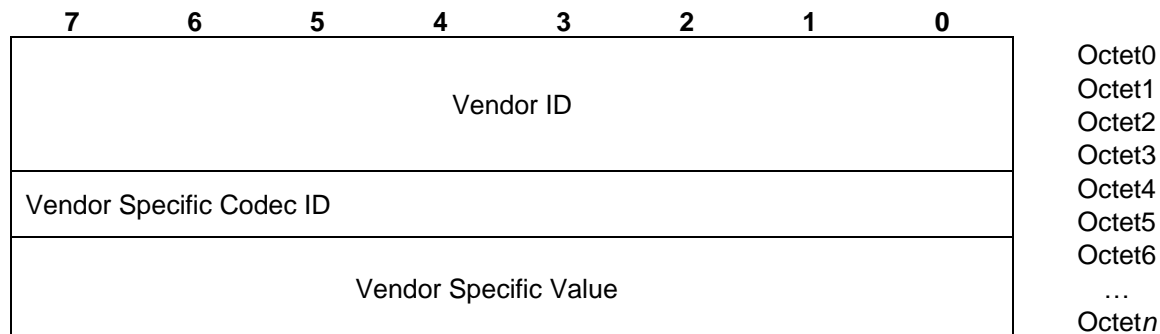 7 6 5 4 3 2 1 0
Octet0
Octet1
Vendor ID
Octet2
Octet3
Vendor Specific Codec ID
Octet4
Octet5
Octet6
Vendor Specific Value
…
Octetn